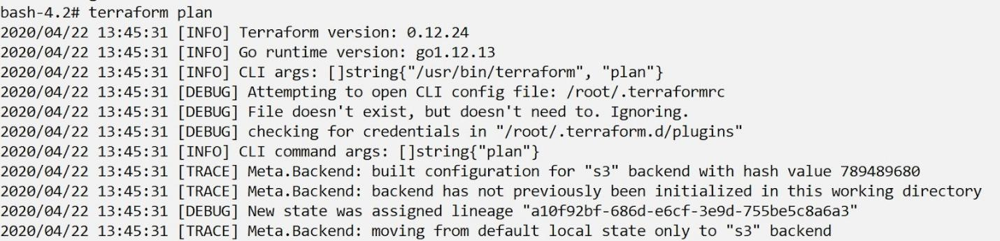 bash-4.2# terraform plan
2020/04/22 13:45:31 [INFO] Terraform version: 0.12.24
2020/04/22 13:45:31 [INFO] Go runtime version: go1.12.13
2020/04/22 13:45:31 [INFO] CLI args: []string{"/usr/bin/terraform", "plan"}
2020/04/22 13:45:31 [DEBUG] Attempting to open CLI config file: /root/.terraformrc
2020/04/22 13:45:31 [DEBUG] File doesn't exist, but doesn't need to. Ignoring.
2020/04/22 13:45:31 [DEBUG] checking for credentials in "/root/.terraform.d/plugins"
2020/04/22 13:45:31 [INFO] CLI command args: []string{"plan"}
2020/04/22 13:45:31 [TRACE] Meta.Backend: built configuration for "s3" backend with hash value 789489680
2020/04/22 13:45:31 [TRACE] Meta.Backend: backend has not previously been initialized in this working directory
2020/04/22 13:45:31 [DEBUG] New state was assigned lineage "a10f92bf-686d-e6cf-3e9d-755be5c8a6a3"
2020/04/22 13:45:31 [TRACE] Meta.Backend: moving from default local state only to "s3" backend